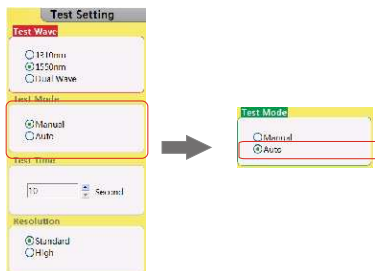 Test Setting
Test Wave
1310nm
1550nm
Dual Wave
Test Mode
Manual
Auto
Test Time
10 Second
Resolution
Standard
High
Test Mode
Manual
Auto